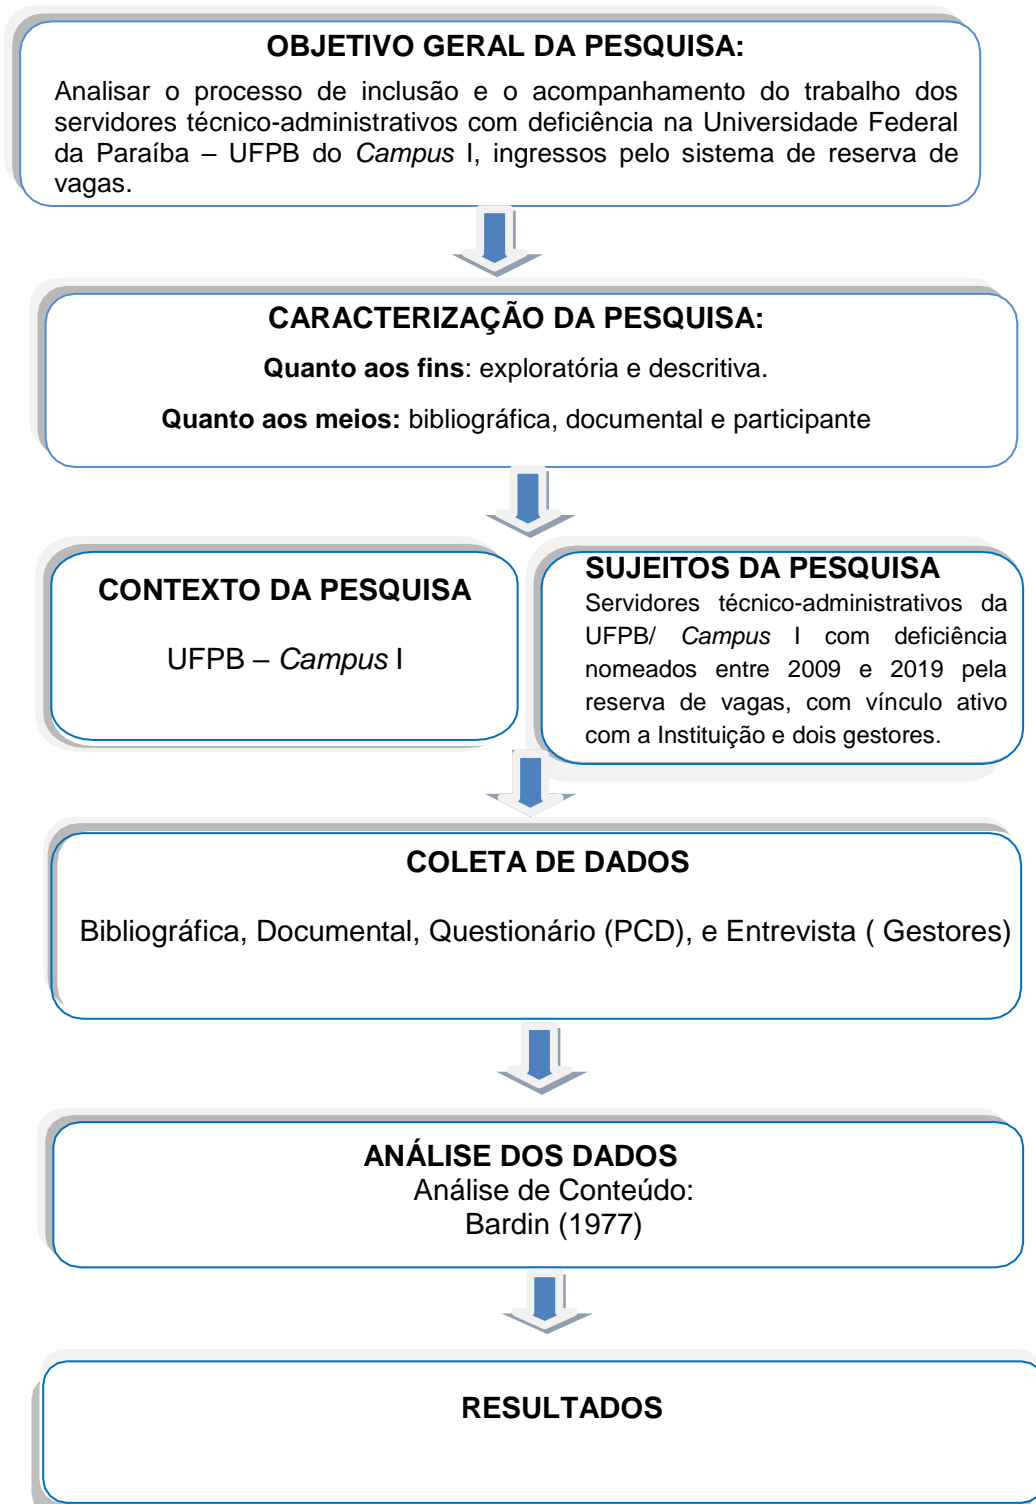 OBJETIVO GERAL DA PESQUISA:
Analisar o processo de inclusão e o acompanhamento do trabalho dos
servidores técnico-administrativos com deficiência na Universidade Federal
da Paraíba – UFPB do Campus I, ingressos pelo sistema de reserva de
vagas.
CARACTERIZAÇÃO DA PESQUISA:
Quanto aos fins: exploratória e descritiva.
Quanto aos meios: bibliográfica, documental e participante
CONTEXTO DA PESQUISA
UFPB – Campus I
SUJEITOS DA PESQUISA
Servidores técnico-administrativos da
UFPB/ Campus I com deficiência
nomeados entre 2009 e 2019 pela
reserva de vagas, com vínculo ativo
com a Instituição e dois gestores.
COLETA DE DADOS
Bibliográfica, Documental, Questionário (PCD), e Entrevista ( Gestores)
ANÁLISE DOS DADOS
Análise de Conteúdo:
Bardin (1977)
RESULTADOS